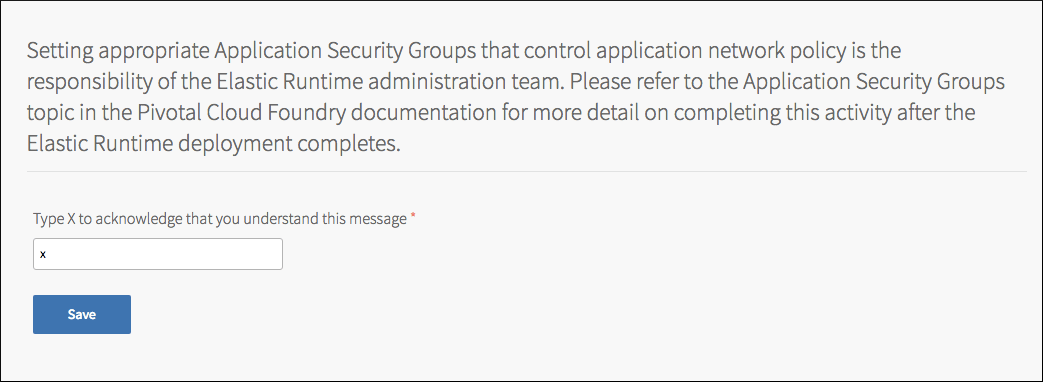 Setting appropriate Application Security Groups that control application network policy is the
responsibility of the Elastic Runtime administration team. Please refer to the Application Security Groups
topic in the Pivotal Cloud Foundry documentation for more detail on completing this activity after the
Elastic Runtime deployment completes.
Type X to acknowledge that you understand this message *
x
Save